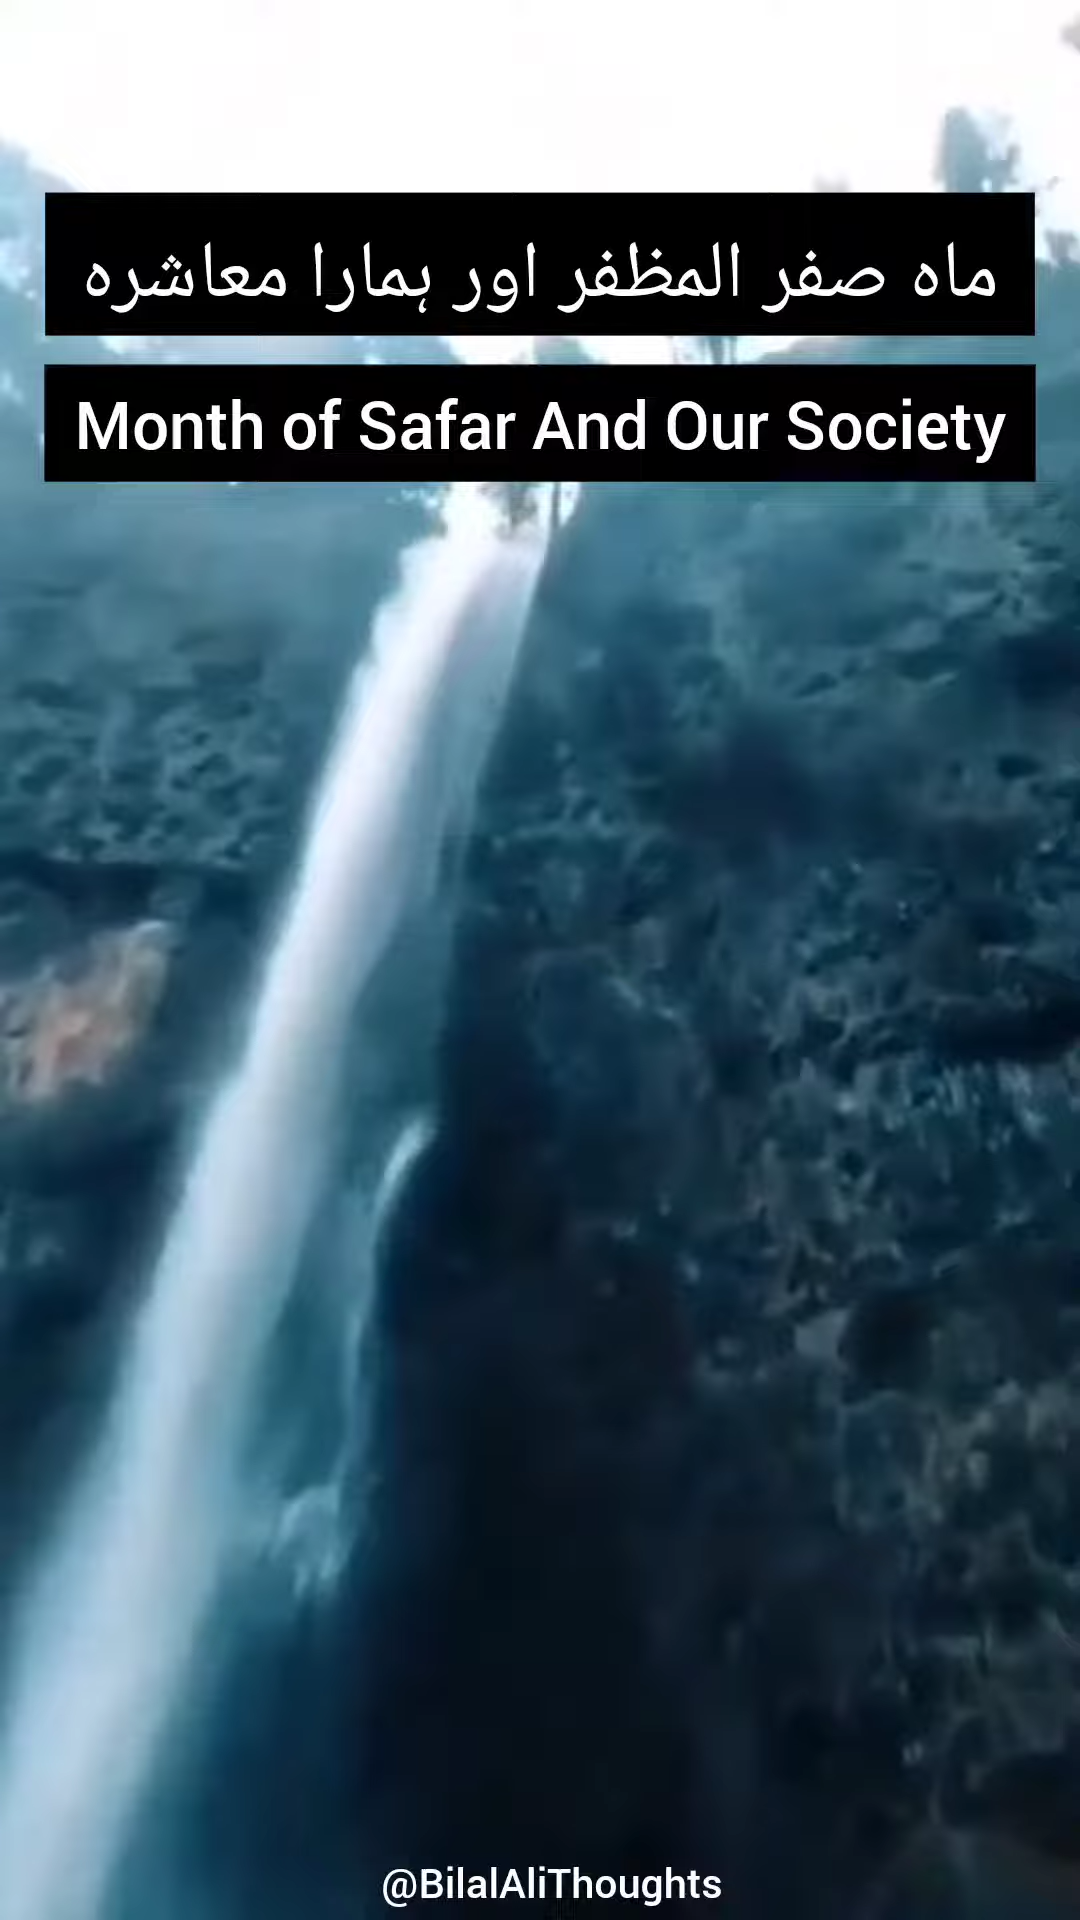 ماہ صفر المظفر اور ہمارا معاشرہ
Month of Safar And Our Society
@BilalAliThoughts